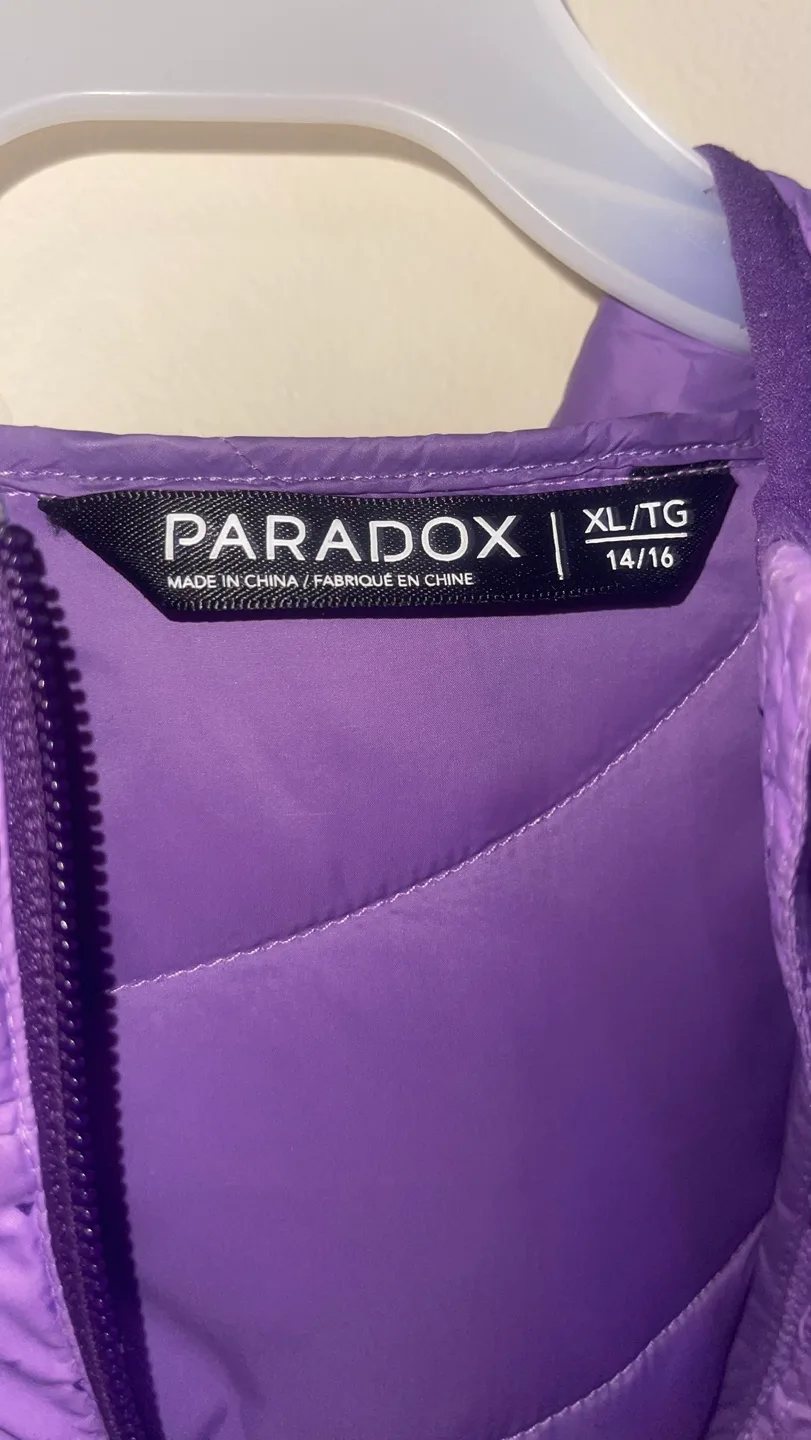 PARADOX
MADE IN CHINA / FABRIQUÉ EN CHINE
XL/TG
14/16